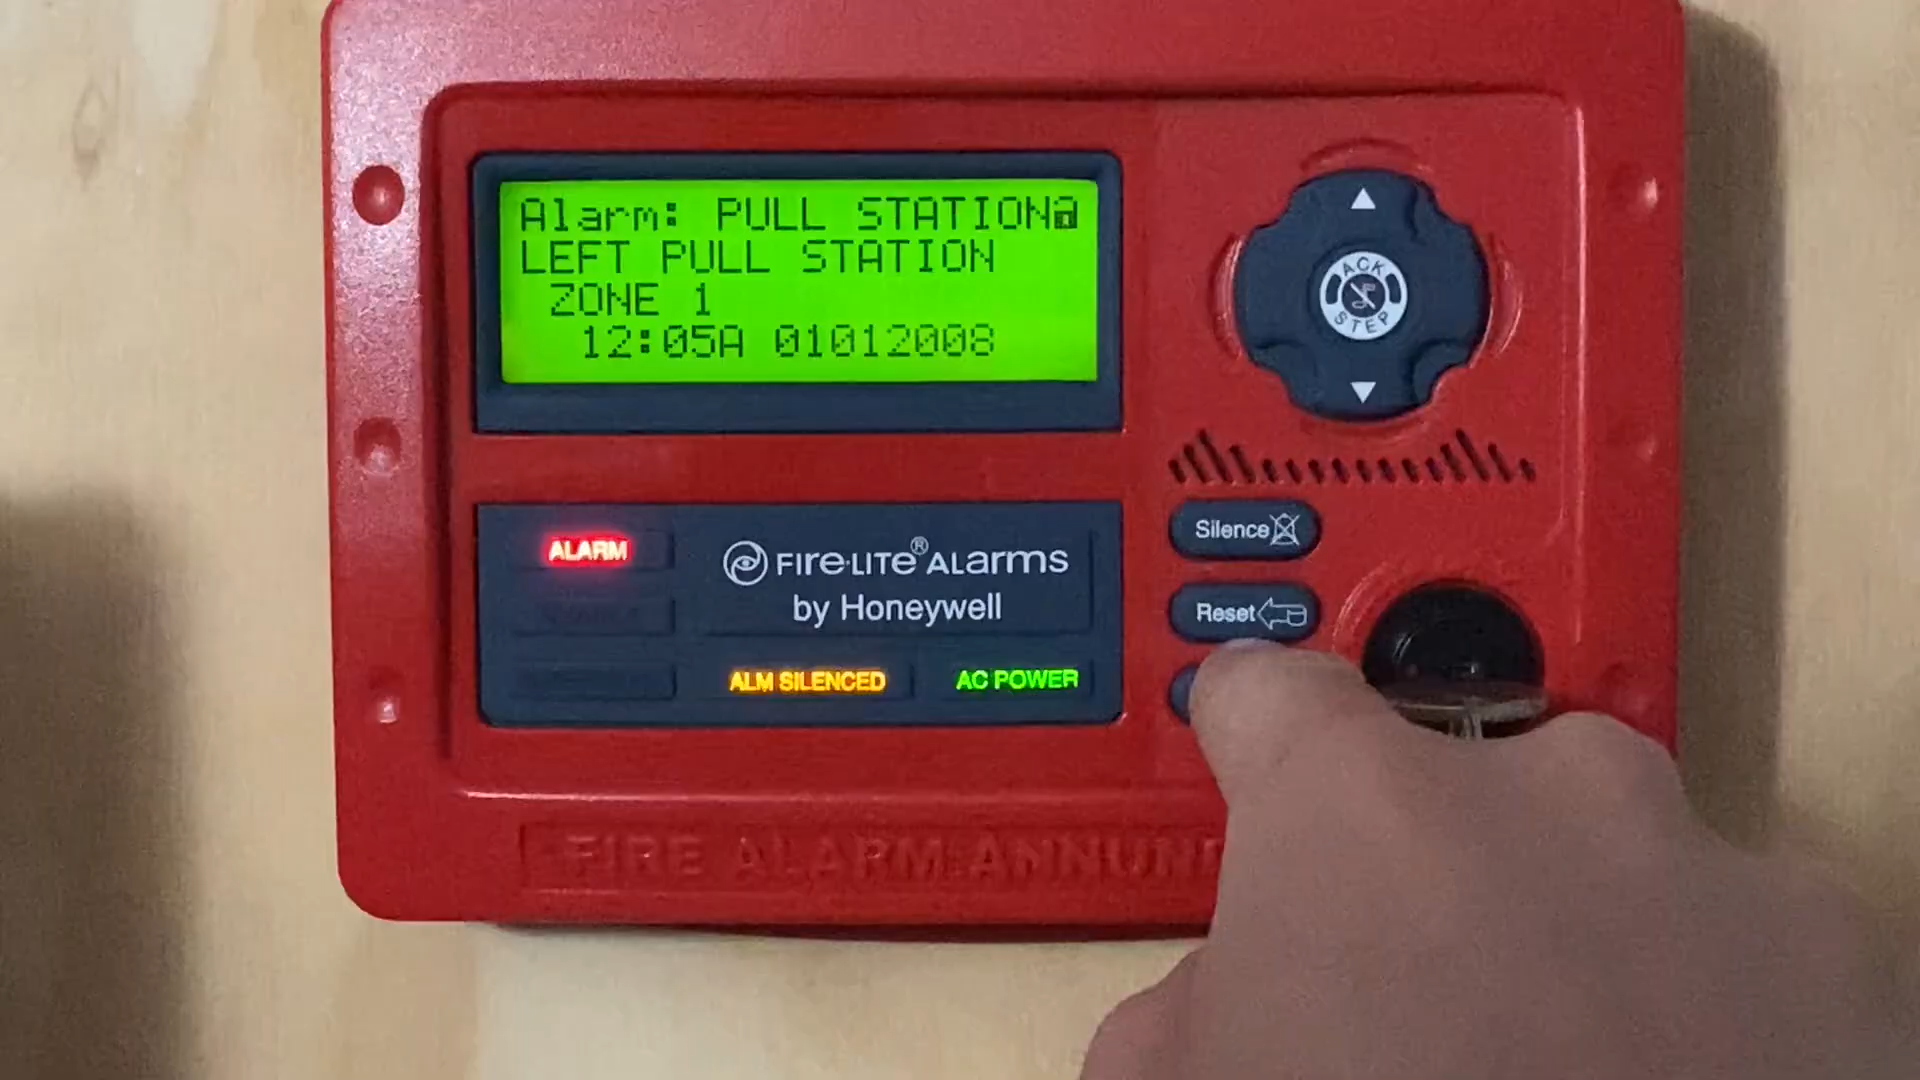 Alarm: PULL STATION
LEFT PULL STATION
ZONE 1
12:05A 01012008
ACK
STEP
Silence
ALARM
FIRE·LITE® ALARMS
by Honeywell
Reset
ALM SILENCED
AC POWER
FIRE ALARM ANNUN